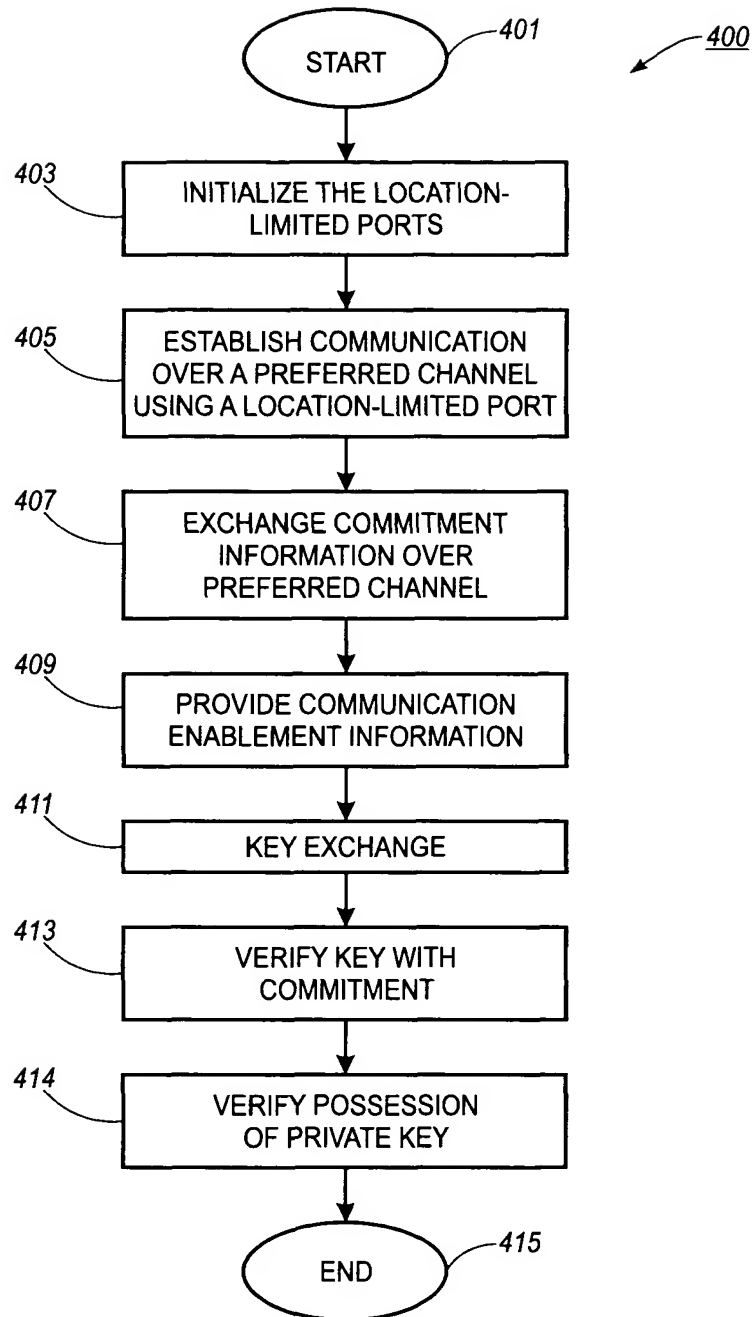 401
400
START
403
INITIALIZE THE LOCATION-
LIMITED PORTS
405
ESTABLISH COMMUNICATION
OVER A PREFERRED CHANNEL
USING A LOCATION-LIMITED PORT
407
EXCHANGE COMMITMENT
INFORMATION OVER
PREFERRED CHANNEL
409
PROVIDE COMMUNICATION
ENABLEMENT INFORMATION
411
KEY EXCHANGE
413
VERIFY KEY WITH
COMMITMENT
414
VERIFY POSSESSION
OF PRIVATE KEY
415
END